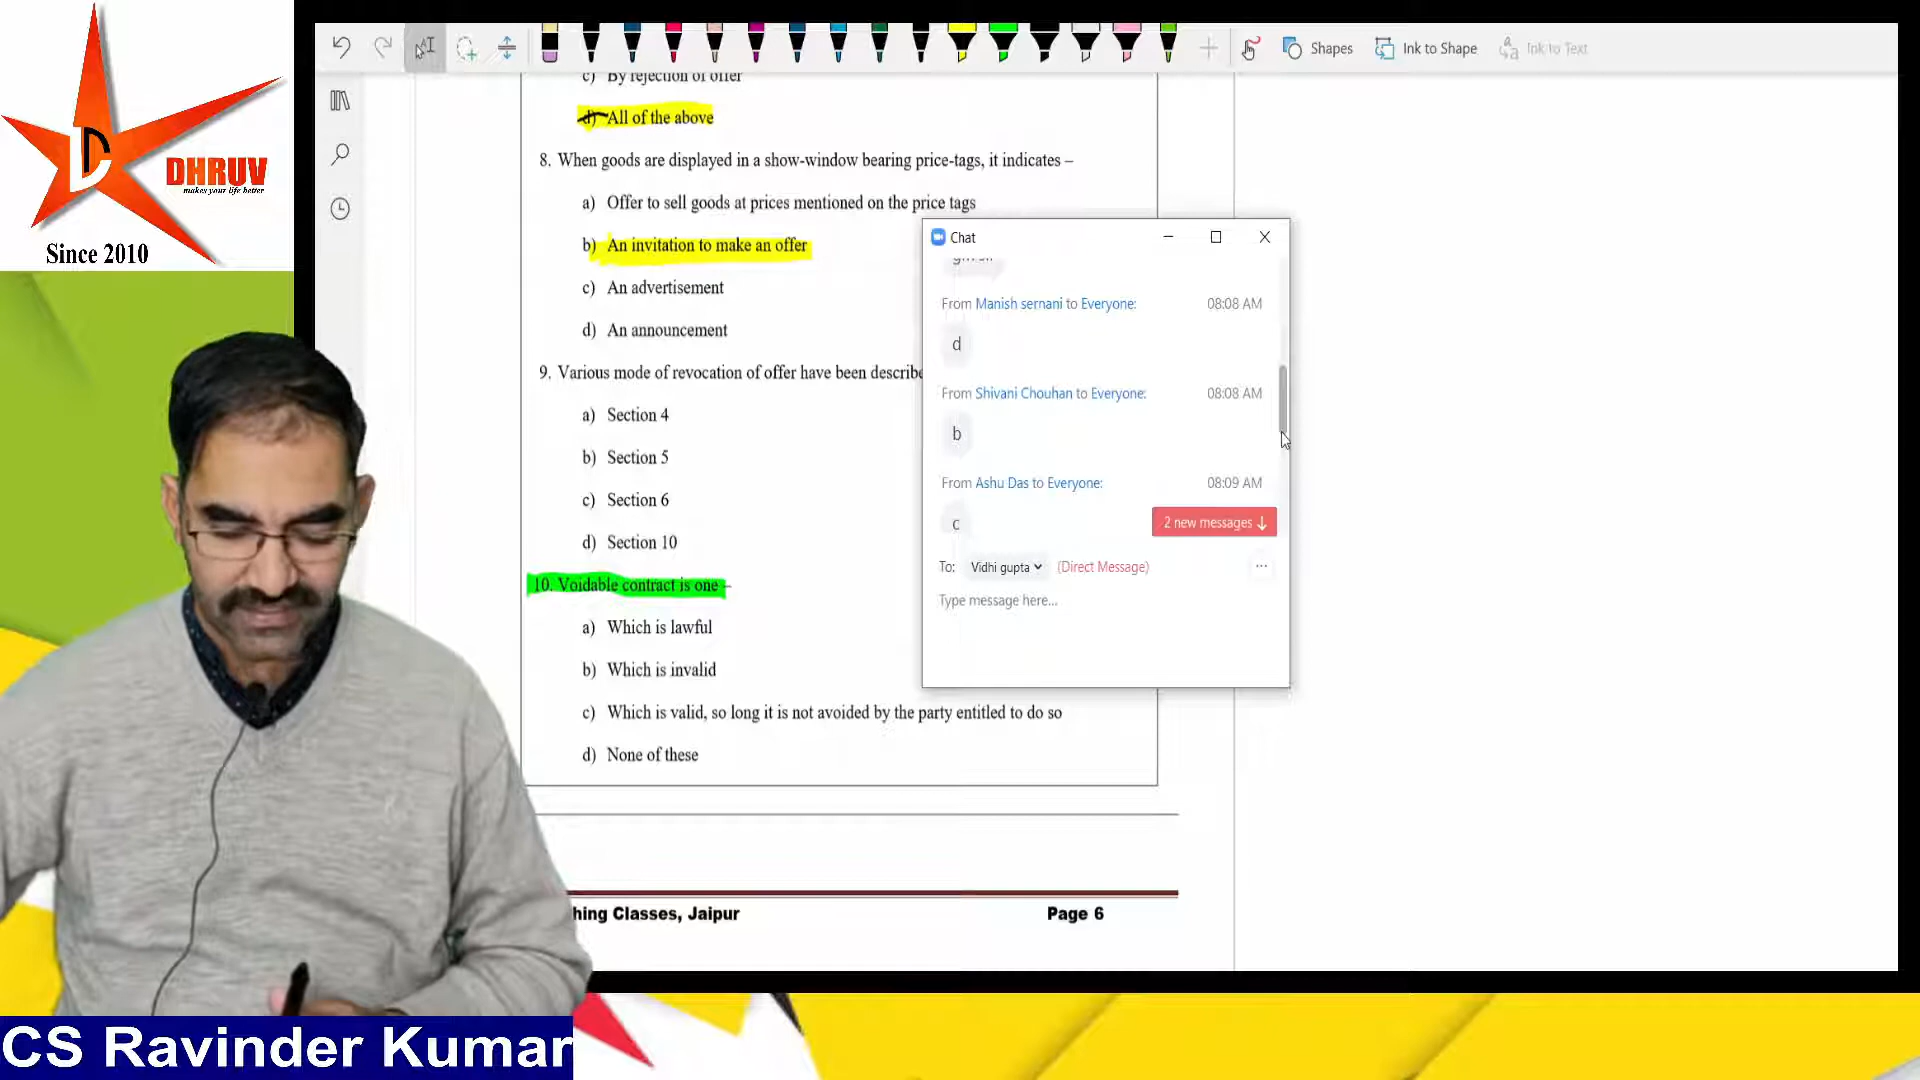 Shapes
Ink to Shape
Ink to Text
c) By rejection of offer
d) All of the above
8. When goods are displayed in a show-window bearing price-tags, it indicates –
a) Offer to sell goods at prices mentioned on the price tags
b) An invitation to make an offer
c) An advertisement
d) An announcement
9. Various mode of revocation of offer have been describe
a) Section 4
b) Section 5
c) Section 6
d) Section 10
10. Voidable contract is one –
a) Which is lawful
b) Which is invalid
c) Which is valid, so long it is not avoided by the party entitled to do so
d) None of these
hing Classes, Jaipur
Page 6
Chat
From Manish sernani to Everyone: 08:08 AM
d
From Shivani Chouhan to Everyone: 08:08 AM
b
From Ashu Das to Everyone: 08:09 AM
c
2 new messages
To: Vidhi gupta (Direct Message)
Type message here...
DC
DHRUV
makes your life better
Since 2010
CS Ravinder Kumar